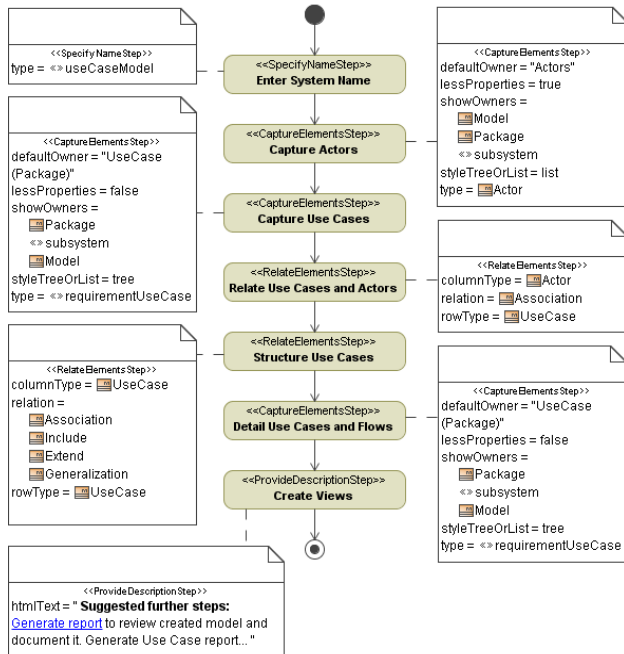 <<SpecifyNameStep>>
type = «» useCaseModel
<<SpecifyNameStep>>
Enter System Name
<<CaptureElementsStep>>
defaultOwner = "Actors"
lessProperties = true
showOwners =
Model
Package
«» subsystem
styleTreeOrList = list
type = Actor
<<CaptureElementsStep>>
Capture Actors
<<CaptureElementsStep>>
defaultOwner = "UseCase
(Package)"
lessProperties = false
showOwners =
Package
«» subsystem
Model
styleTreeOrList = tree
type = «» requirementUseCase
<<CaptureElementsStep>>
Capture Use Cases
<<RelateElementsStep>>
Relate Use Cases and Actors
<<RelateElementsStep>>
columnType = Actor
relation = Association
rowType = UseCase
<<RelateElementsStep>>
Structure Use Cases
<<RelateElementsStep>>
columnType = UseCase
relation =
Association
Include
Extend
Generalization
rowType = UseCase
<<CaptureElementsStep>>
Detail Use Cases and Flows
<<CaptureElementsStep>>
defaultOwner = "UseCase
(Package)"
lessProperties = false
showOwners =
Package
«» subsystem
Model
styleTreeOrList = tree
type = «» requirementUseCase
<<ProvideDescriptionStep>>
Create Views
<<ProvideDescriptionStep>>
htmlText = " Suggested further steps:
Generate report to review created model and
document it. Generate Use Case report... "